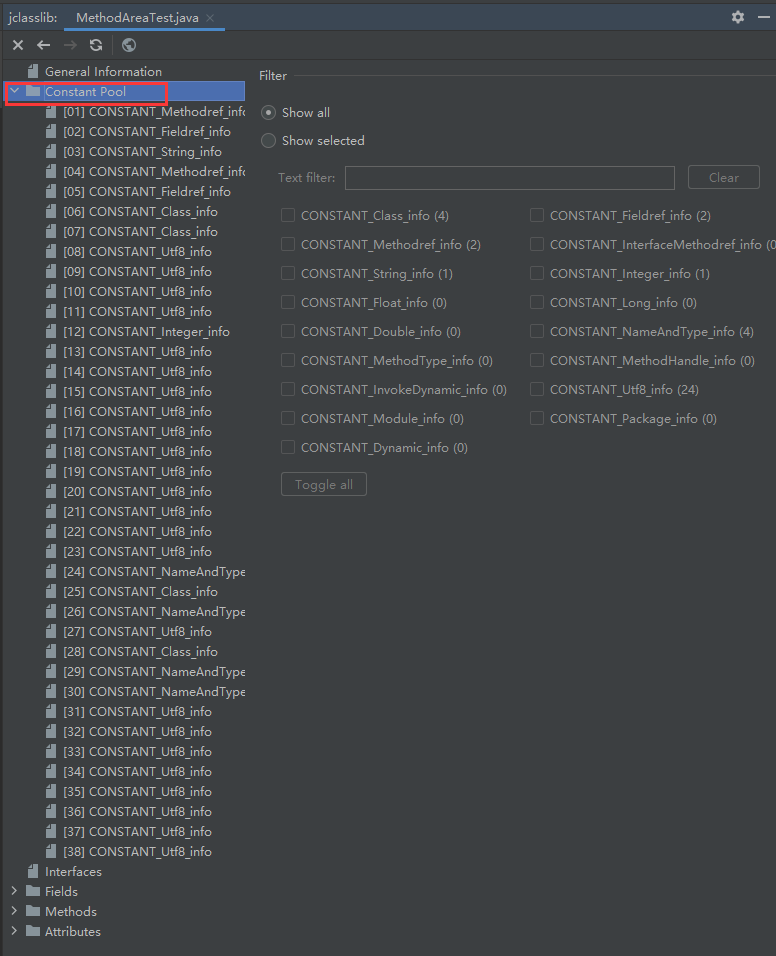 jclasslib: MethodAreaTest.java
General Information
Constant Pool
[01] CONSTANT_Methodref_info
[02] CONSTANT_Fieldref_info
[03] CONSTANT_String_info
[04] CONSTANT_Methodref_info
[05] CONSTANT_Fieldref_info
[06] CONSTANT_Class_info
[07] CONSTANT_Class_info
[08] CONSTANT_Utf8_info
[09] CONSTANT_Utf8_info
[10] CONSTANT_Utf8_info
[11] CONSTANT_Utf8_info
[12] CONSTANT_Integer_info
[13] CONSTANT_Utf8_info
[14] CONSTANT_Utf8_info
[15] CONSTANT_Utf8_info
[16] CONSTANT_Utf8_info
[17] CONSTANT_Utf8_info
[18] CONSTANT_Utf8_info
[19] CONSTANT_Utf8_info
[20] CONSTANT_Utf8_info
[21] CONSTANT_Utf8_info
[22] CONSTANT_Utf8_info
[23] CONSTANT_Utf8_info
[24] CONSTANT_NameAndType
[25] CONSTANT_Class_info
[26] CONSTANT_NameAndType
[27] CONSTANT_Utf8_info
[28] CONSTANT_Class_info
[29] CONSTANT_NameAndType
[30] CONSTANT_NameAndType
[31] CONSTANT_Utf8_info
[32] CONSTANT_Utf8_info
[33] CONSTANT_Utf8_info
[34] CONSTANT_Utf8_info
[35] CONSTANT_Utf8_info
[36] CONSTANT_Utf8_info
[37] CONSTANT_Utf8_info
[38] CONSTANT_Utf8_info
Interfaces
Fields
Methods
Attributes
Filter
Show all
Show selected
Text filter: Clear
CONSTANT_Class_info (4) CONSTANT_Fieldref_info (2)
CONSTANT_Methodref_info (2) CONSTANT_InterfaceMethodref_info (0
CONSTANT_String_info (1) CONSTANT_Integer_info (1)
CONSTANT_Float_info (0) CONSTANT_Long_info (0)
CONSTANT_Double_info (0) CONSTANT_NameAndType_info (4)
CONSTANT_MethodType_info (0) CONSTANT_MethodHandle_info (0)
CONSTANT_InvokeDynamic_info (0) CONSTANT_Utf8_info (24)
CONSTANT_Module_info (0) CONSTANT_Package_info (0)
CONSTANT_Dynamic_info (0)
Toggle all